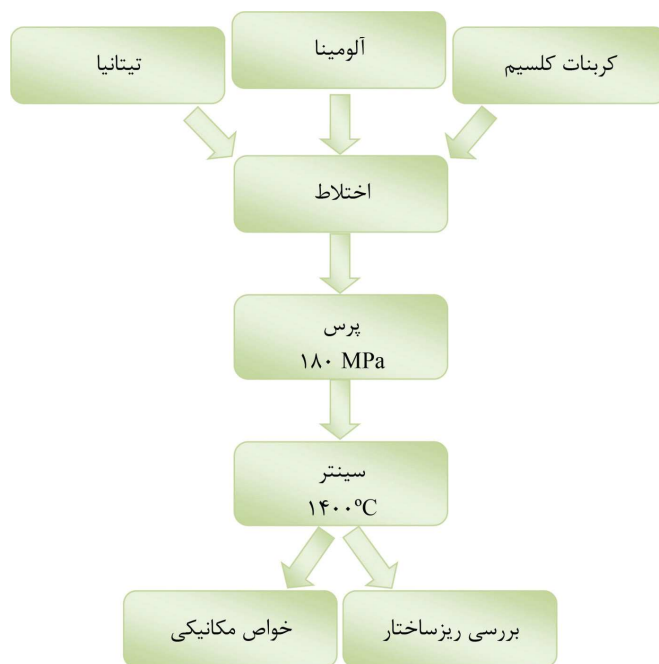 کربنات کلسیم
آلومینا
تیتانیا
اختلاط
پرس
۱۸۰ MPa
سینتر
۱۴۰۰ºC
بررسی ریزساختار
خواص مکانیکی